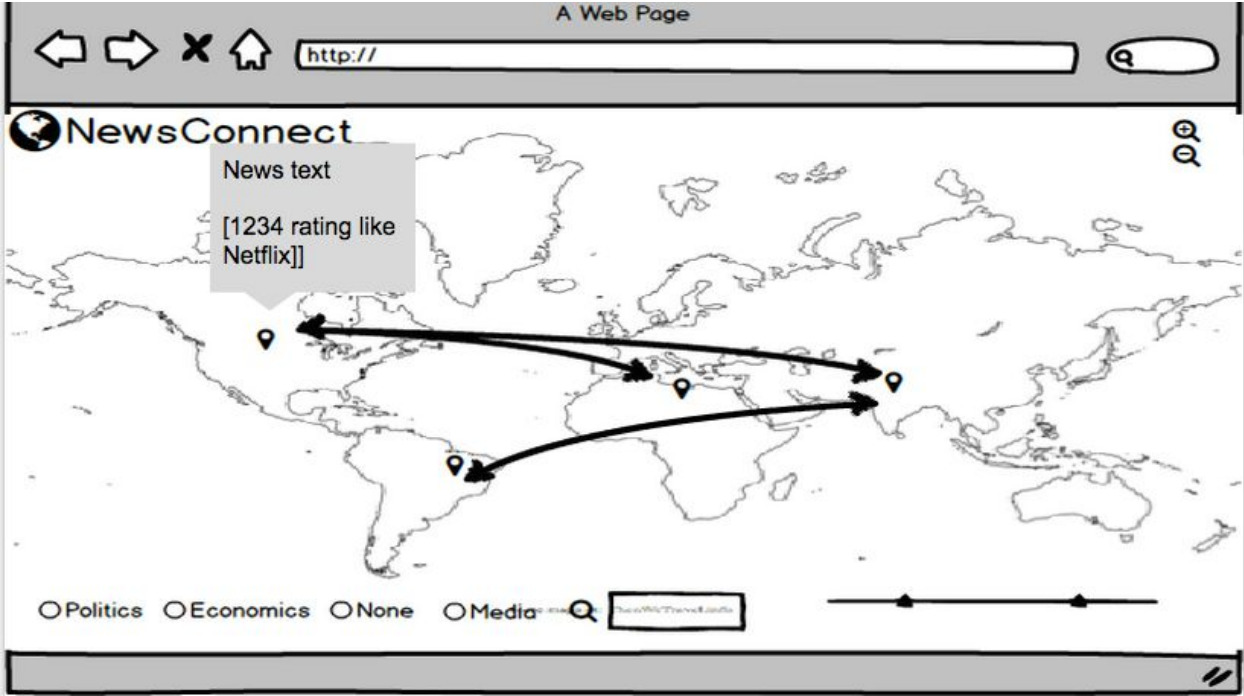 A Web Page
http://
NewsConnect
News text
[1234 rating like
Netflix]]
Politics Economics None Media